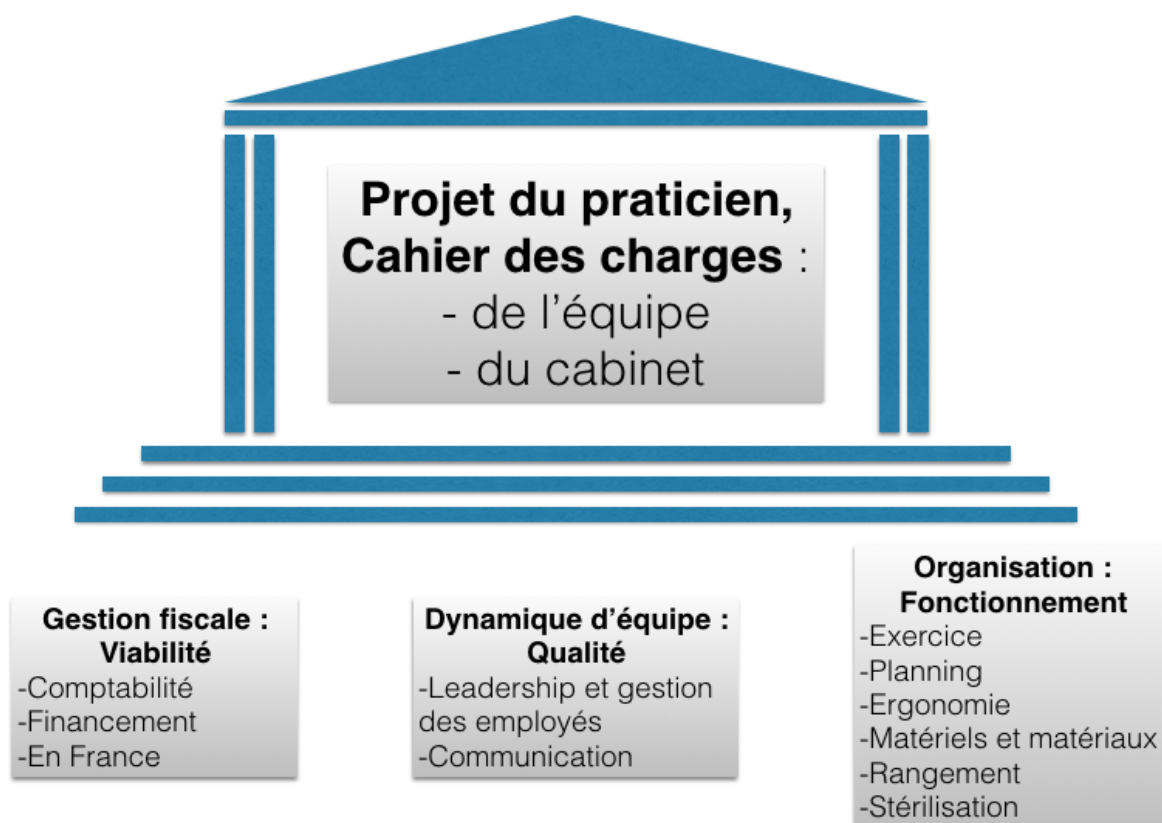 Projet du praticien,
Cahier des charges :
- de l’équipe
- du cabinet
Gestion fiscale :
Viabilité
-Comptabilité
-Financement
-En France
Dynamique d’équipe :
Qualité
-Leadership et gestion
des employés
-Communication
Organisation :
Fonctionnement
-Exercice
-Planning
-Ergonomie
-Matériels et matériaux
-Rangement
-Stérilisation